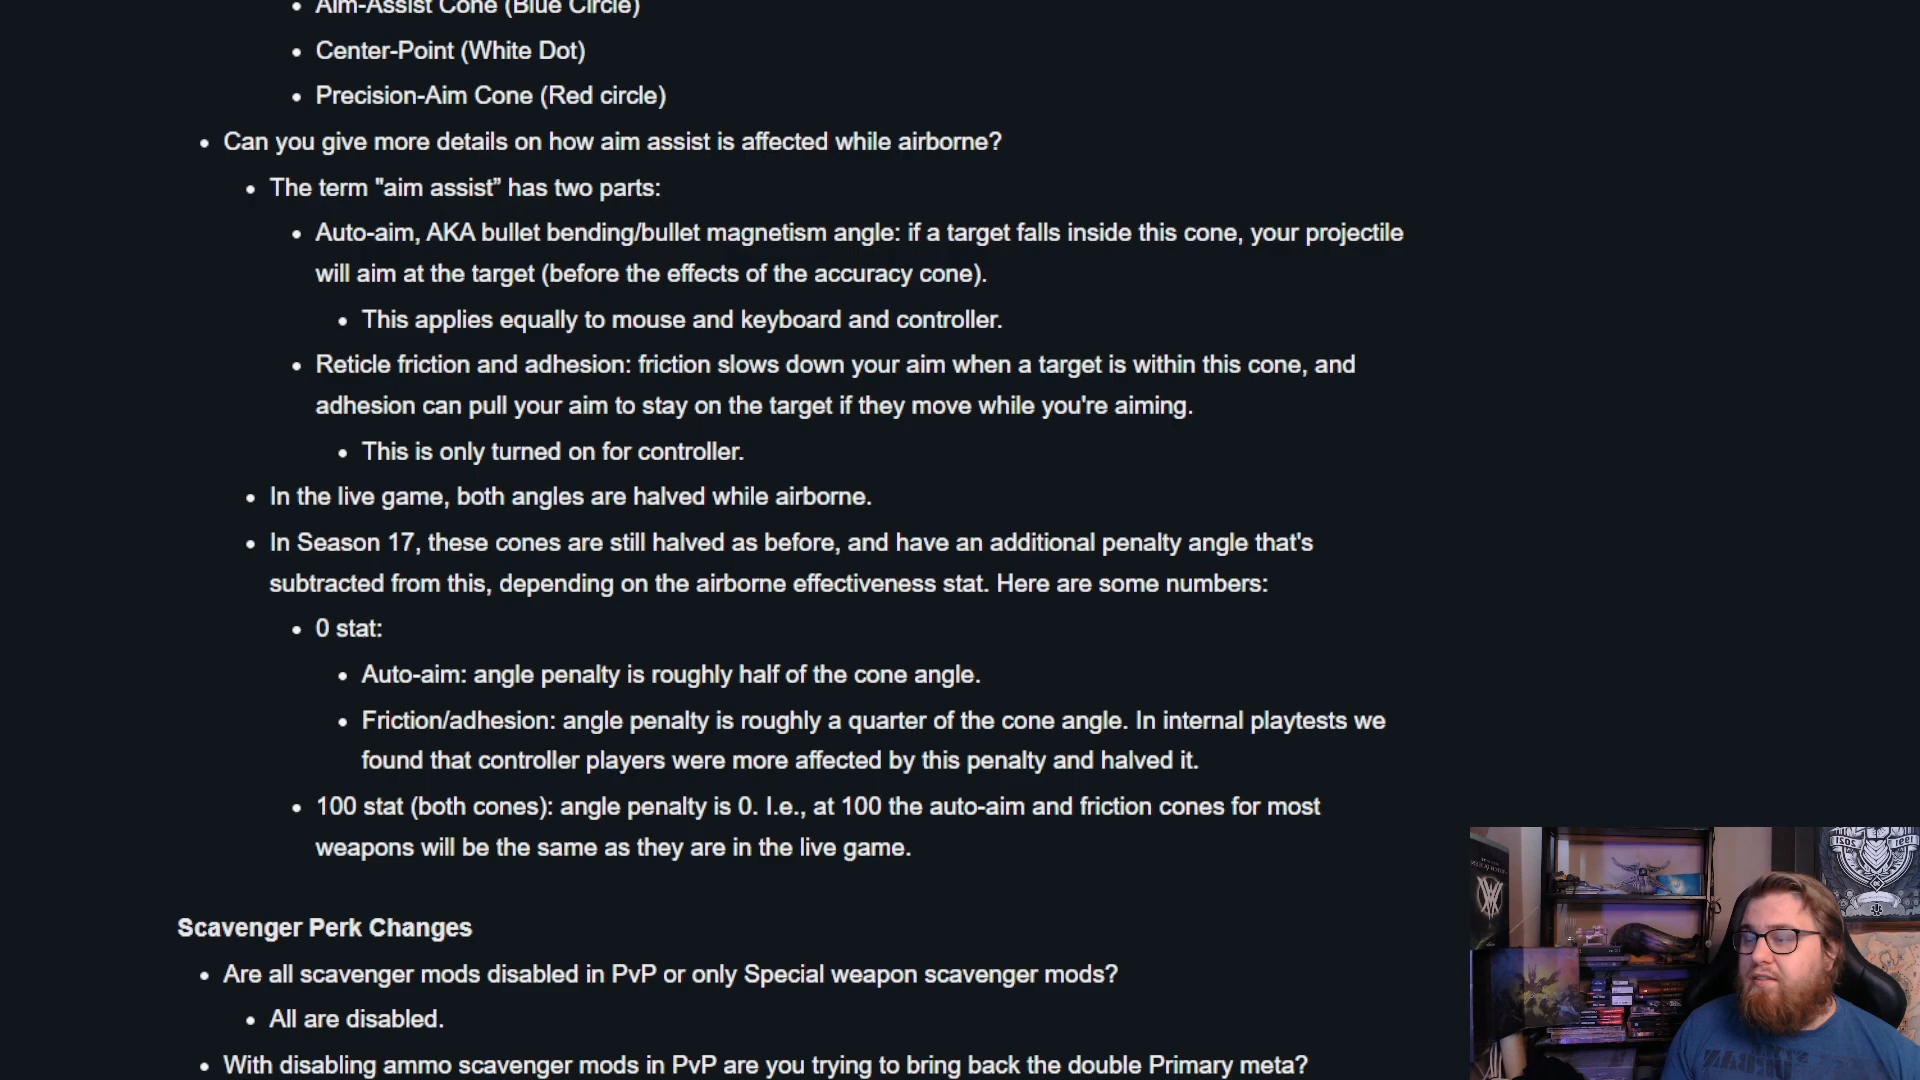 • Aim-Assist Cone (Blue Circle)
• Center-Point (White Dot)
• Precision-Aim Cone (Red circle)
• Can you give more details on how aim assist is affected while airborne?
• The term "aim assist” has two parts:
• Auto-aim, AKA bullet bending/bullet magnetism angle: if a target falls inside this cone, your projectile
will aim at the target (before the effects of the accuracy cone).
• This applies equally to mouse and keyboard and controller.
• Reticle friction and adhesion: friction slows down your aim when a target is within this cone, and
adhesion can pull your aim to stay on the target if they move while you're aiming.
• This is only turned on for controller.
• In the live game, both angles are halved while airborne.
• In Season 17, these cones are still halved as before, and have an additional penalty angle that's
subtracted from this, depending on the airborne effectiveness stat. Here are some numbers:
• 0 stat:
• Auto-aim: angle penalty is roughly half of the cone angle.
• Friction/adhesion: angle penalty is roughly a quarter of the cone angle. In internal playtests we
found that controller players were more affected by this penalty and halved it.
• 100 stat (both cones): angle penalty is 0. I.e., at 100 the auto-aim and friction cones for most
weapons will be the same as they are in the live game.
Scavenger Perk Changes
• Are all scavenger mods disabled in PvP or only Special weapon scavenger mods?
• All are disabled.
• With disabling ammo scavenger mods in PvP are you trying to bring back the double Primary meta?